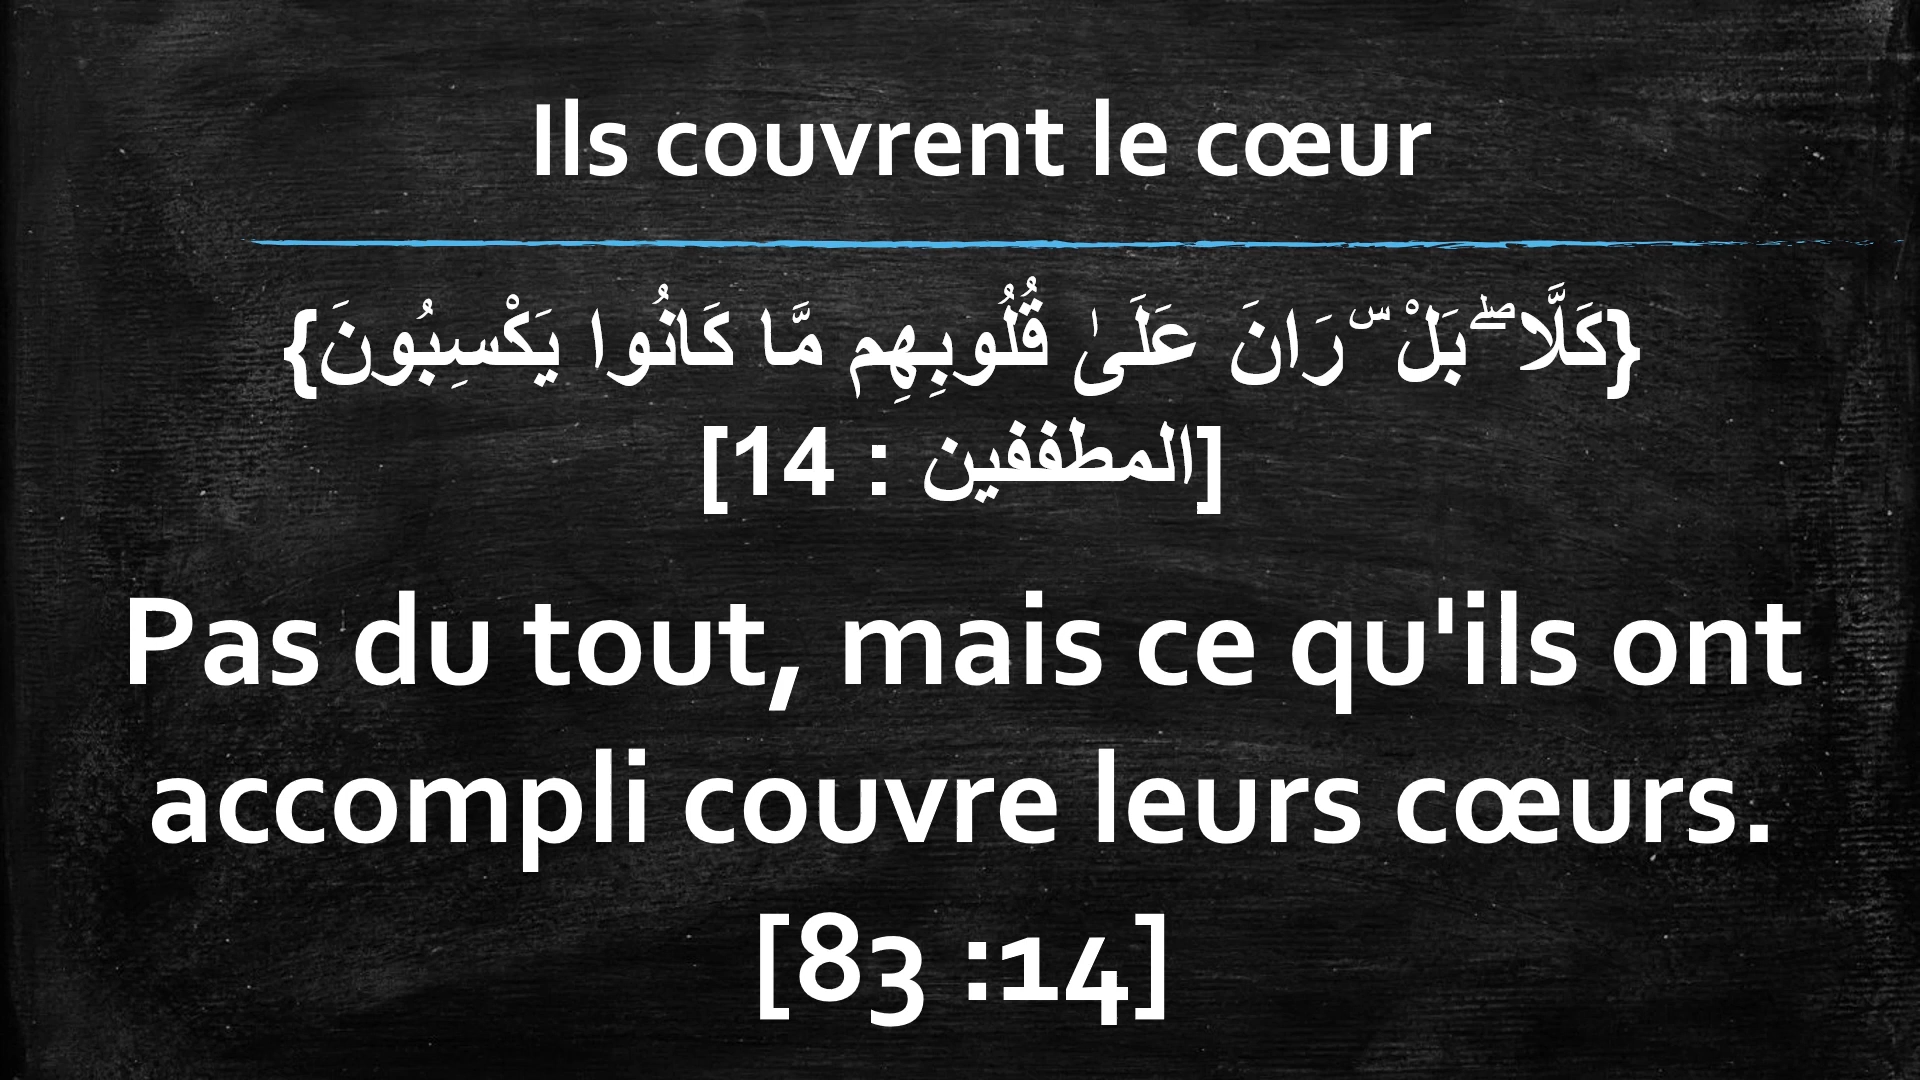 Ils couvrent le cœur
{كَلَّا ۖ بَلْ ۜ رَانَ عَلَىٰ قُلُوبِهِم مَّا كَانُوا يَكْسِبُونَ}
[المطففين : 14]
Pas du tout, mais ce qu'ils ont
accompli couvre leurs cœurs.
[83 :14]